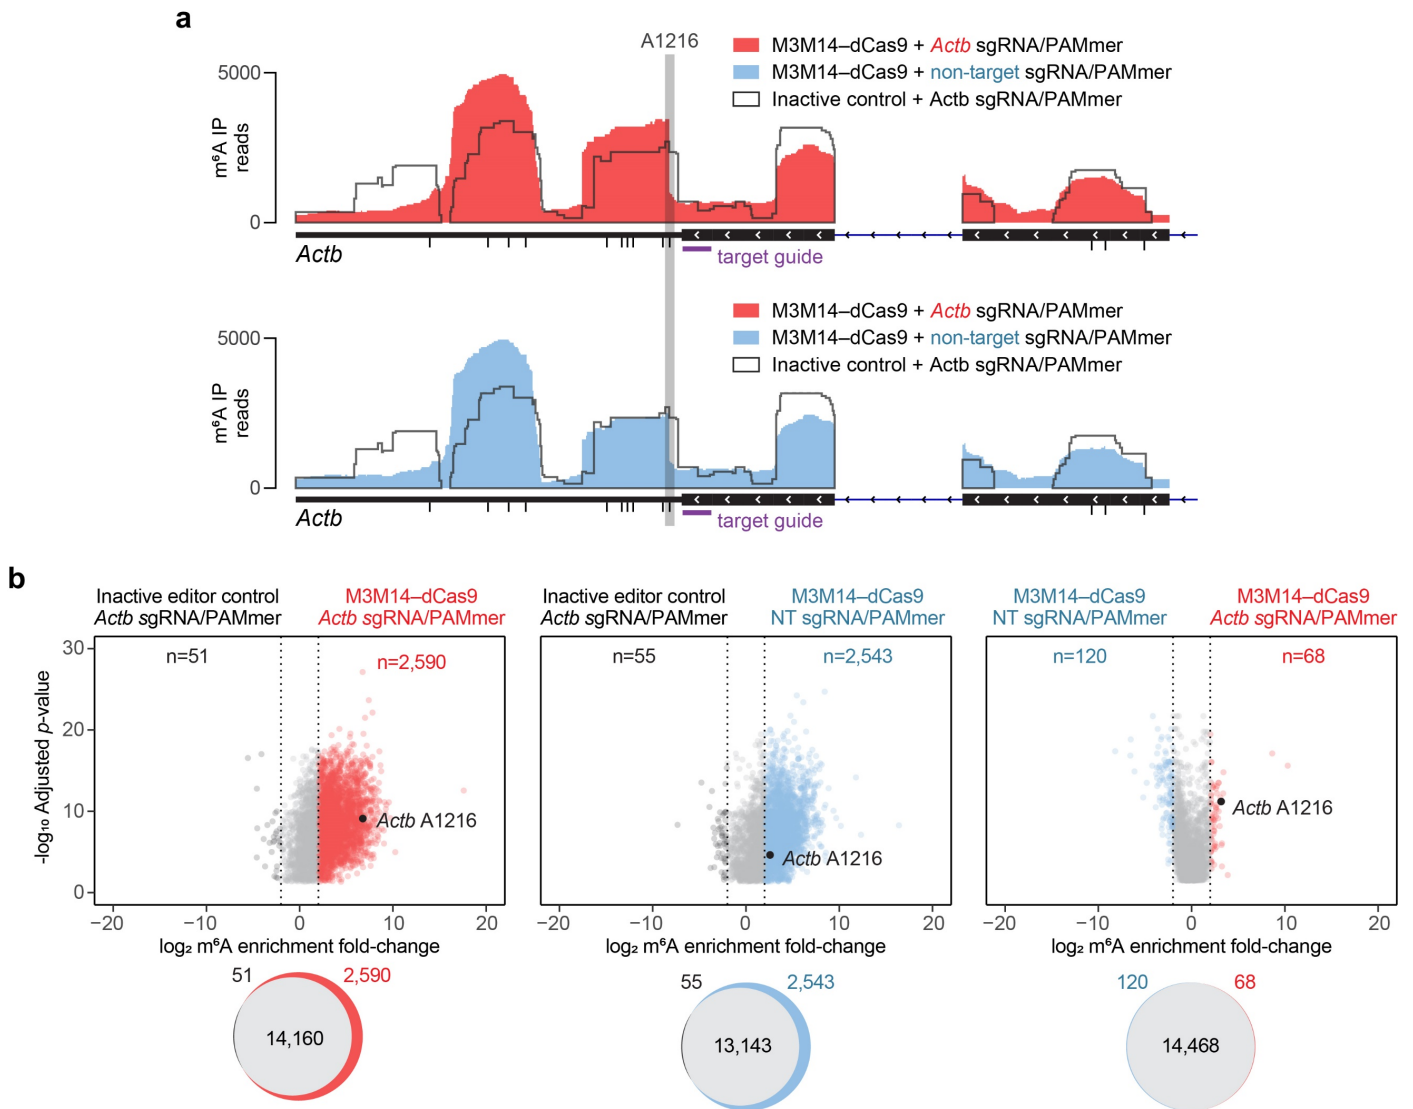 a
A1216
M3M14–dCas9 + Actb sgRNA/PAMmer
M3M14–dCas9 + non-target sgRNA/PAMmer
Inactive control + Actb sgRNA/PAMmer
5000
m⁶A IP
reads
0
Actb
target guide
M3M14–dCas9 + Actb sgRNA/PAMmer
M3M14–dCas9 + non-target sgRNA/PAMmer
Inactive control + Actb sgRNA/PAMmer
5000
m⁶A IP
reads
0
Actb
target guide
b
Inactive editor control
Actb sgRNA/PAMmer
M3M14–dCas9
Actb sgRNA/PAMmer
n=51
n=2,590
30
20
10
0
-log₁₀ Adjusted p-value
Actb A1216
−20
−10
0
10
20
log₂ m⁶A enrichment fold-change
51
2,590
14,160
Inactive editor control
Actb sgRNA/PAMmer
M3M14–dCas9
NT sgRNA/PAMmer
n=55
n=2,543
Actb A1216
−20
−10
0
10
20
log₂ m⁶A enrichment fold-change
55
2,543
13,143
M3M14–dCas9
NT sgRNA/PAMmer
M3M14–dCas9
Actb sgRNA/PAMmer
n=120
n=68
Actb A1216
−20
−10
0
10
20
log₂ m⁶A enrichment fold-change
120
68
14,468